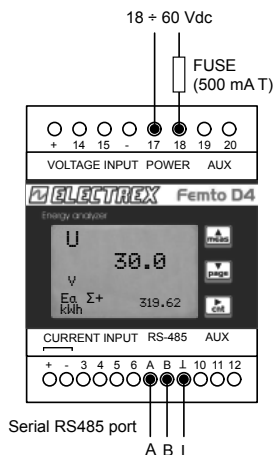 18 ÷ 60 Vdc
FUSE
(500 mA T)
+ 14 15 - 17 18 19 20
VOLTAGE INPUT POWER AUX
ELECTREX Femto D4
Energy analyzer
U
30.0
V
Ea Σ+
kWh 319.62
meas
page
cnt
CURRENT INPUT RS-485 AUX
+ - 3 4 5 6 A B ⊥ 10 11 12
Serial RS485 port
A B ⊥